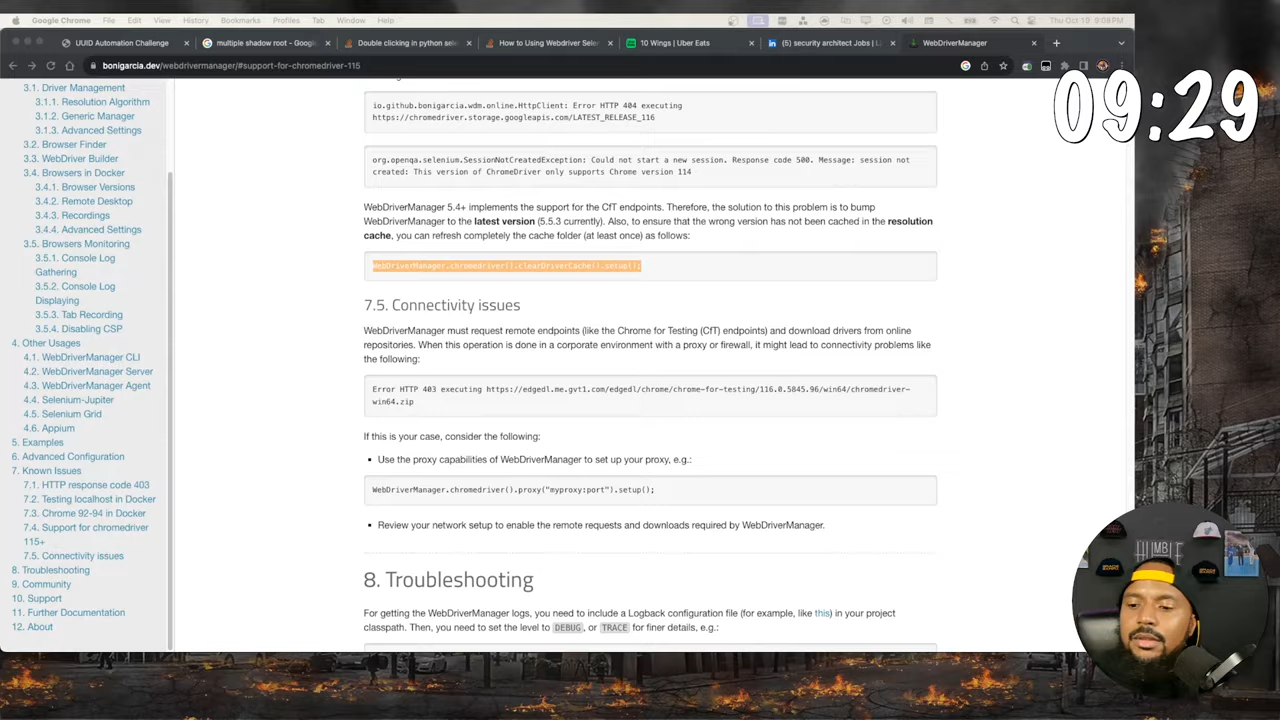 Google Chrome File Edit View History Bookmarks Profiles Tab Window Help Thu Oct 19 9:08PM
UUID Automation Challenge × multiple shadow root - Google × Double clicking in python sele × How to Using Webdriver Sele × 10 Wings | Uber Eats × (5) security architect Jobs | L × WebDriverManager × +
bonigarcia.dev/webdrivermanager/#support-for-chromedriver-115
09:29
3.1. Driver Management
3.1.1. Resolution Algorithm
3.1.2. Generic Manager
3.1.3. Advanced Settings
3.2. Browser Finder
3.3. WebDriver Builder
3.4. Browsers in Docker
3.4.1. Browser Versions
3.4.2. Remote Desktop
3.4.3. Recordings
3.4.4. Advanced Settings
3.5. Browsers Monitoring
3.5.1. Console Log
Gathering
3.5.2. Console Log
Displaying
3.5.3. Tab Recording
3.5.4. Disabling CSP
4. Other Usages
4.1. WebDriverManager CLI
4.2. WebDriverManager Server
4.3. WebDriverManager Agent
4.4. Selenium-Jupiter
4.5. Selenium Grid
4.6. Appium
5. Examples
6. Advanced Configuration
7. Known Issues
7.1. HTTP response code 403
7.2. Testing localhost in Docker
7.3. Chrome 92-94 in Docker
7.4. Support for chromedriver
115+
7.5. Connectivity issues
8. Troubleshooting
9. Community
10. Support
11. Further Documentation
12. About
io.github.bonigarcia.wdm.online.HttpClient: Error HTTP 404 executing
https://chromedriver.storage.googleapis.com/LATEST_RELEASE_116
org.openqa.selenium.SessionNotCreatedException: Could not start a new session. Response code 500. Message: session not
created: This version of ChromeDriver only supports Chrome version 114
WebDriverManager 5.4+ implements the support for the CfT endpoints. Therefore, the solution to this problem is to bump
WebDriverManager to the latest version (5.5.3 currently). Also, to ensure that the wrong version has not been cached in the resolution
cache, you can refresh completely the cache folder (at least once) as follows:
WebDriverManager.chromedriver().clearDriverCache().setup();
7.5. Connectivity issues
WebDriverManager must request remote endpoints (like the Chrome for Testing (CfT) endpoints) and download drivers from online
repositories. When this operation is done in a corporate environment with a proxy or firewall, it might lead to connectivity problems like
the following:
Error HTTP 403 executing https://edgedl.me.gvt1.com/edgedl/chrome/chrome-for-testing/116.0.5845.96/win64/chromedriver-
win64.zip
If this is your case, consider the following:
• Use the proxy capabilities of WebDriverManager to set up your proxy, e.g.:
WebDriverManager.chromedriver().proxy("myproxy:port").setup();
• Review your network setup to enable the remote requests and downloads required by WebDriverManager.
8. Troubleshooting
For getting the WebDriverManager logs, you need to include a Logback configuration file (for example, like this) in your project
classpath. Then, you need to set the level to DEBUG, or TRACE for finer details, e.g.:
HUMBLE